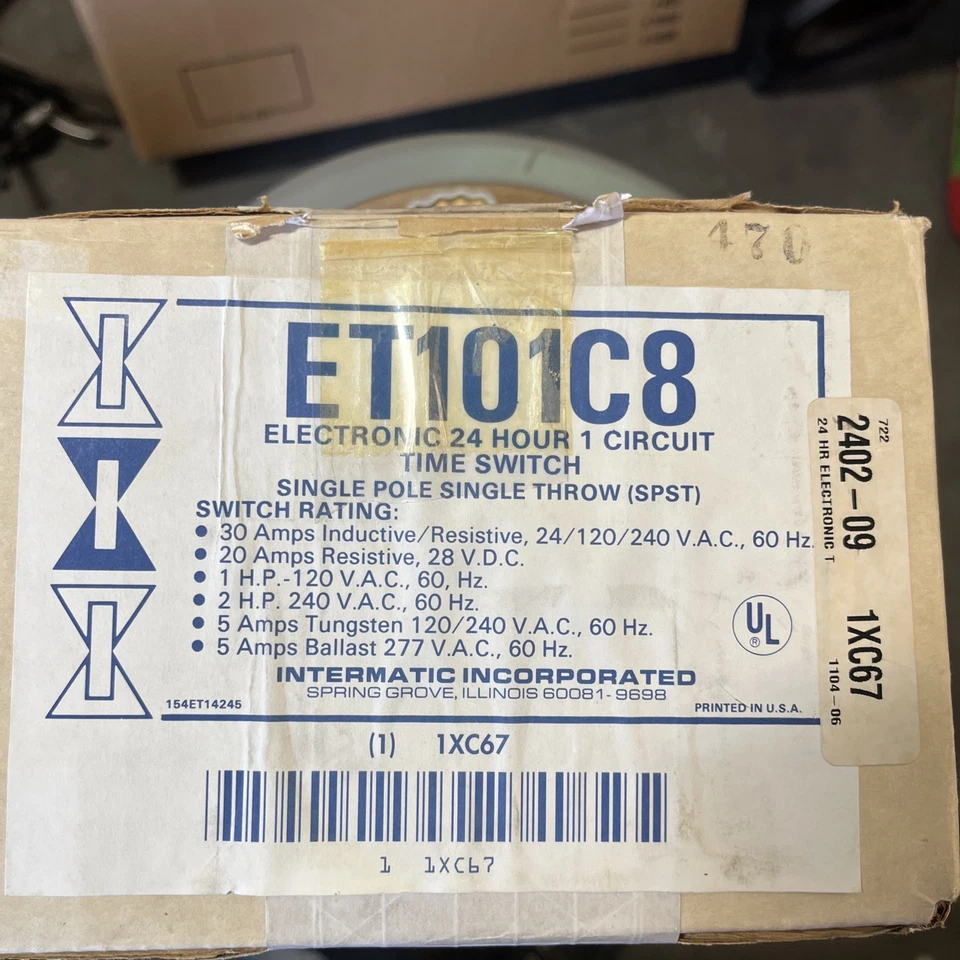 470
ET101C8
ELECTRONIC 24 HOUR 1 CIRCUIT
TIME SWITCH
SINGLE POLE SINGLE THROW (SPST)
SWITCH RATING:
• 30 Amps Inductive/Resistive, 24/120/240 V.A.C., 60 Hz.
• 20 Amps Resistive, 28 V.D.C.
• 1 H.P.-120 V.A.C., 60, Hz.
• 2 H.P. 240 V.A.C., 60 Hz.
• 5 Amps Tungsten 120/240 V.A.C., 60 Hz.
• 5 Amps Ballast 277 V.A.C., 60 Hz.
UL ®
INTERMATIC INCORPORATED
SPRING GROVE, ILLINOIS 60081-9698
154ET14245
PRINTED IN U.S.A.
(1) 1XC67
1 1XC67
722
2402-09 1XC67
24 HR ELECTRONIC T 1104-06